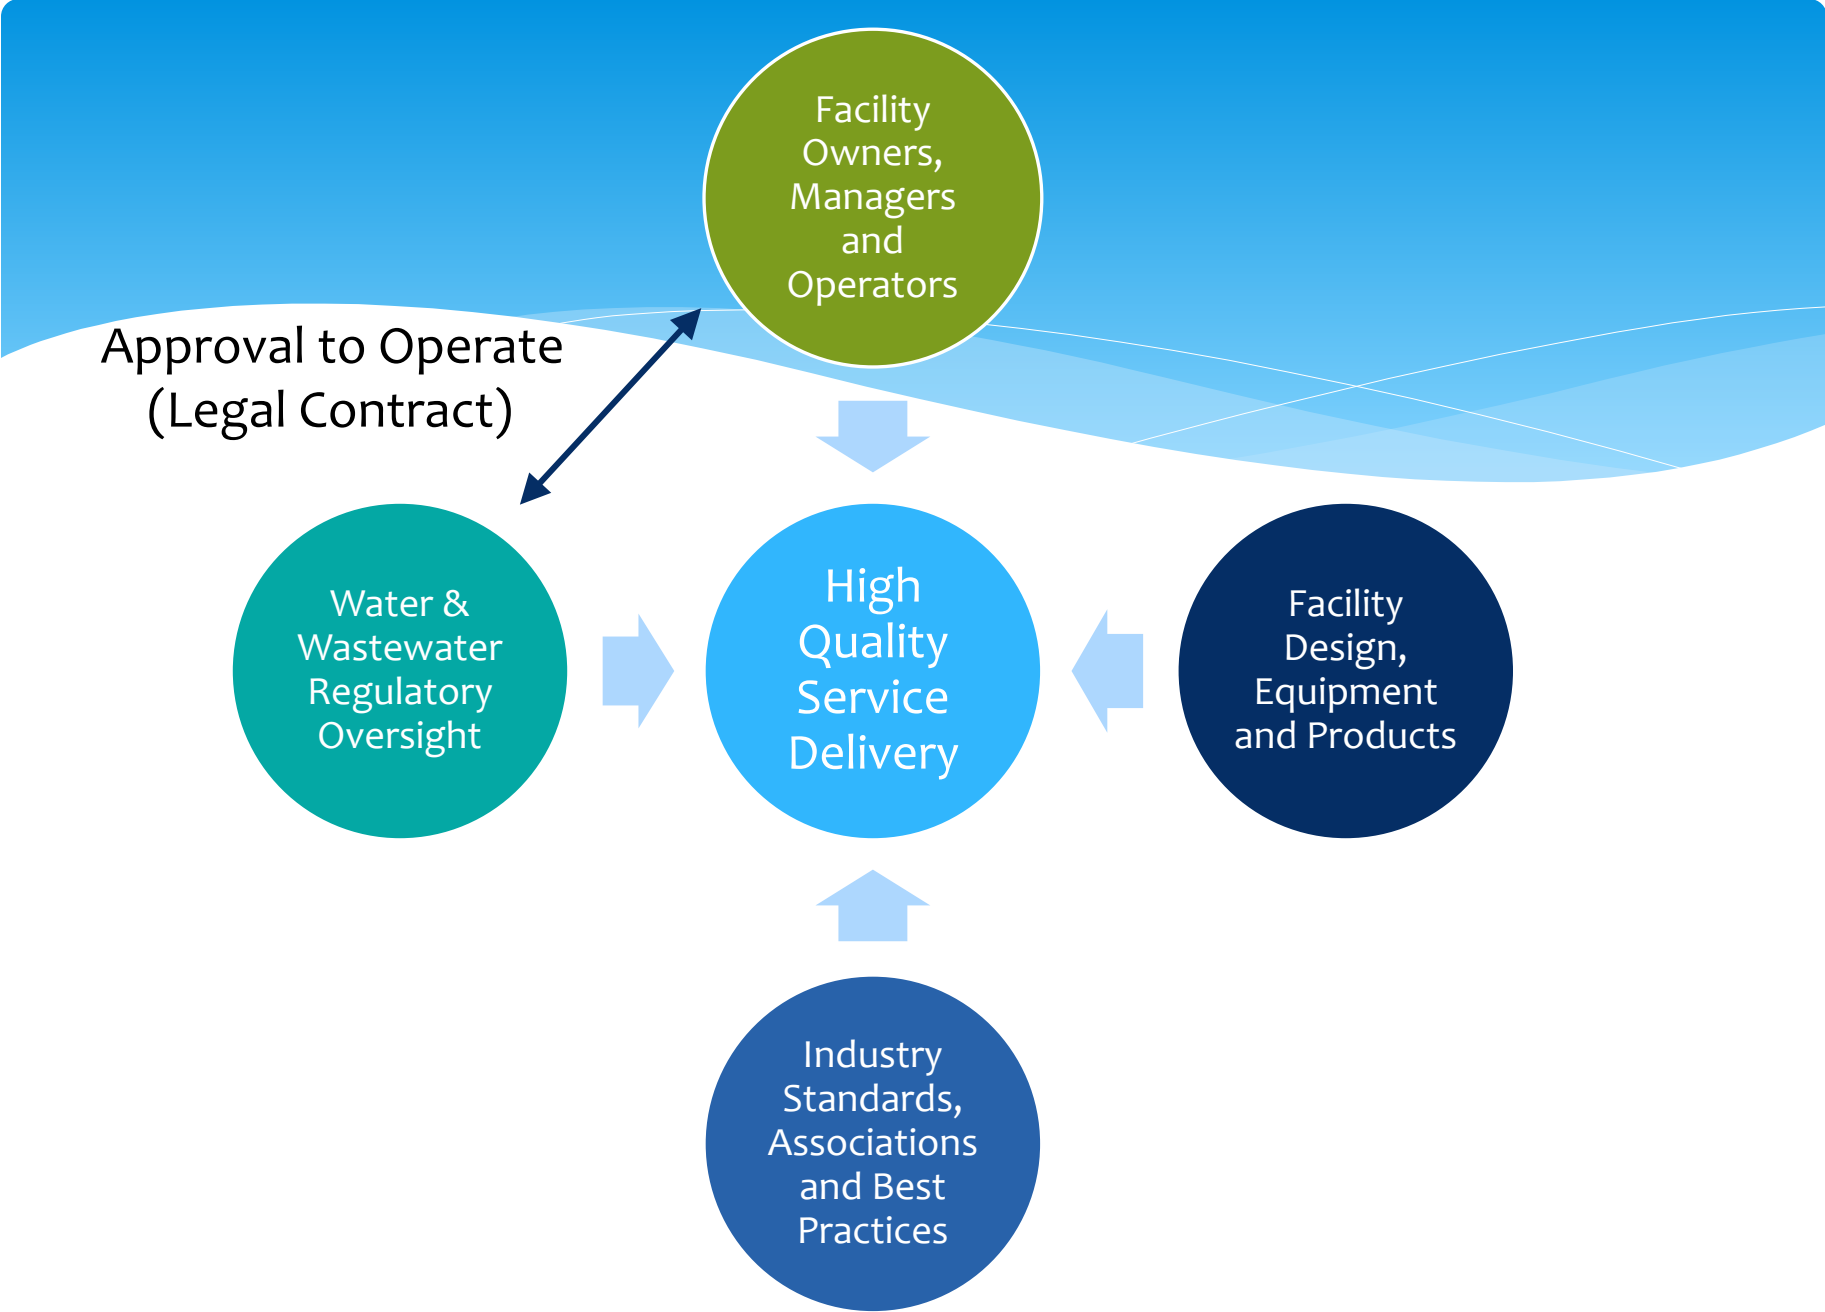 Facility
Owners,
Managers
and
Operators
Approval to Operate
(Legal Contract)
Water &
Wastewater
Regulatory
Oversight
High
Quality
Service
Delivery
Facility
Design,
Equipment
and Products
Industry
Standards,
Associations
and Best
Practices